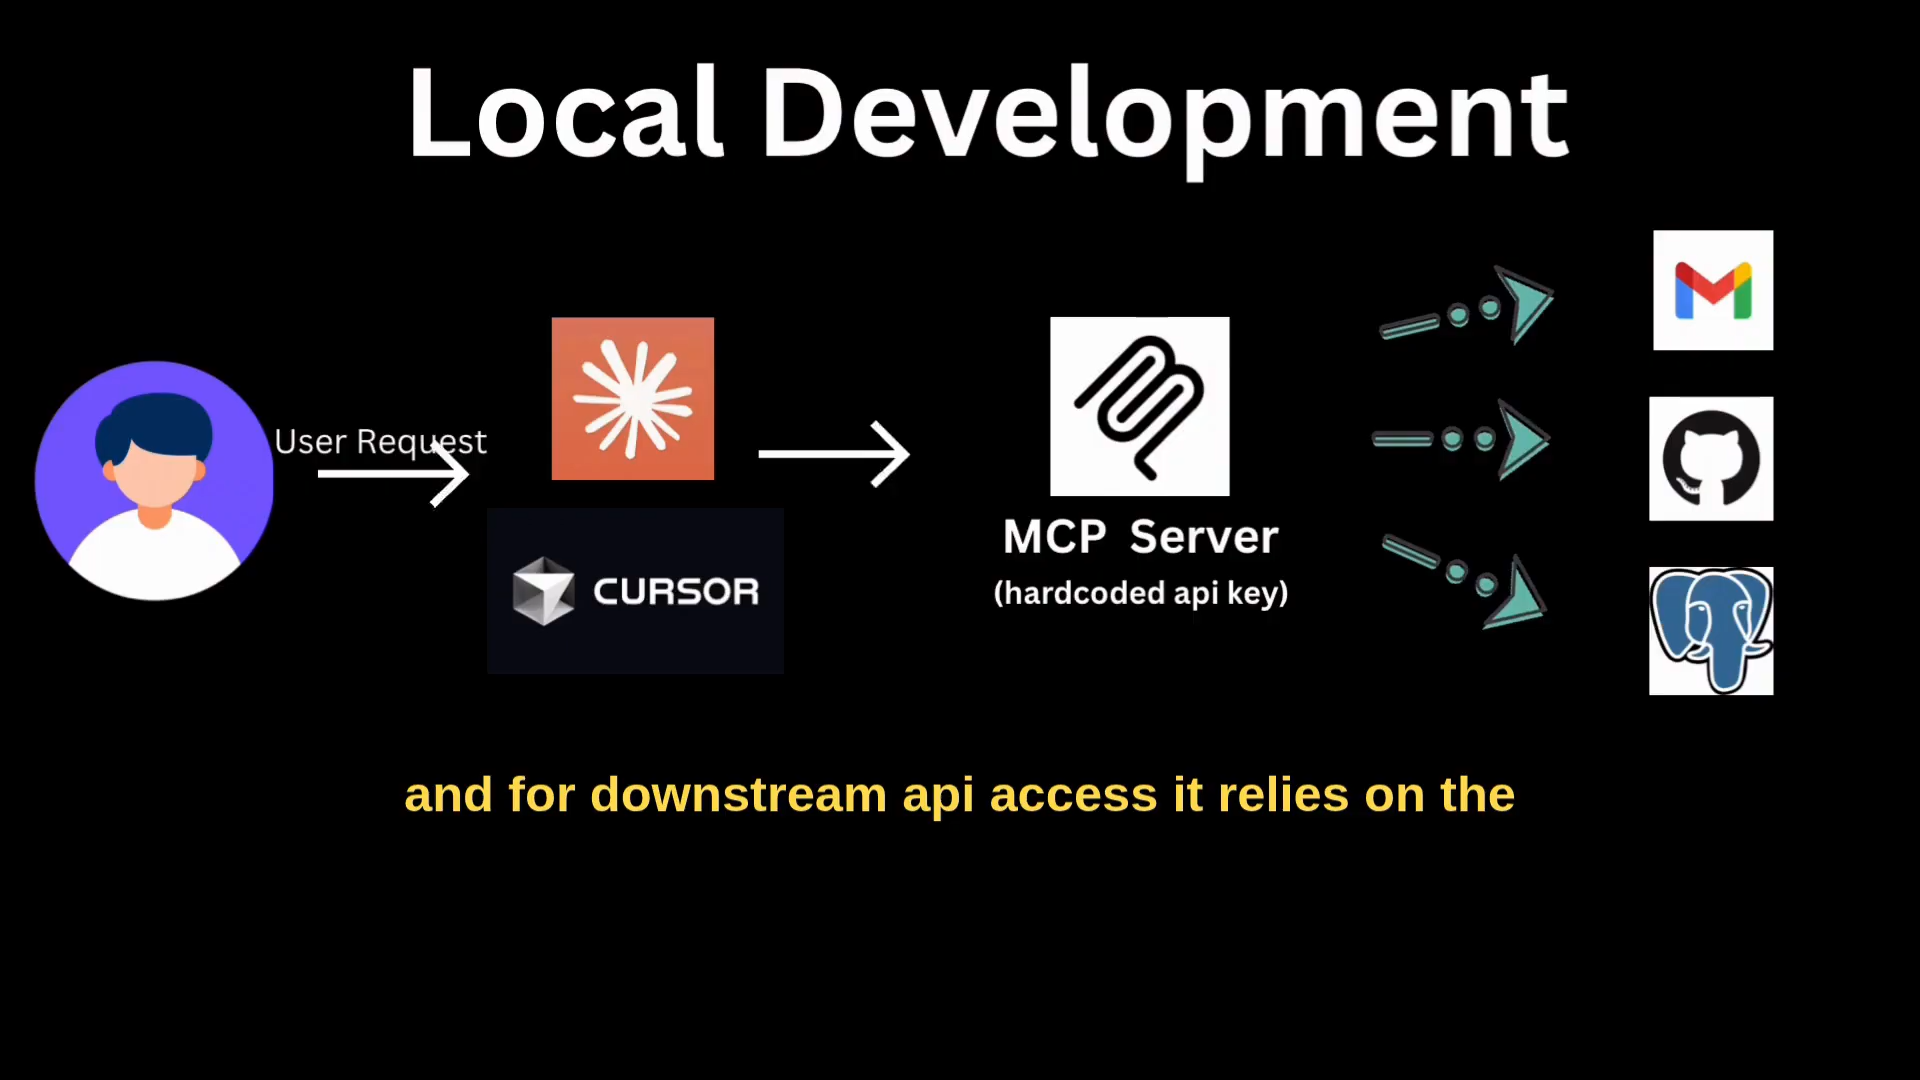 Local Development
User Request
CURSOR
MCP Server
(hardcoded api key)
and for downstream api access it relies on the